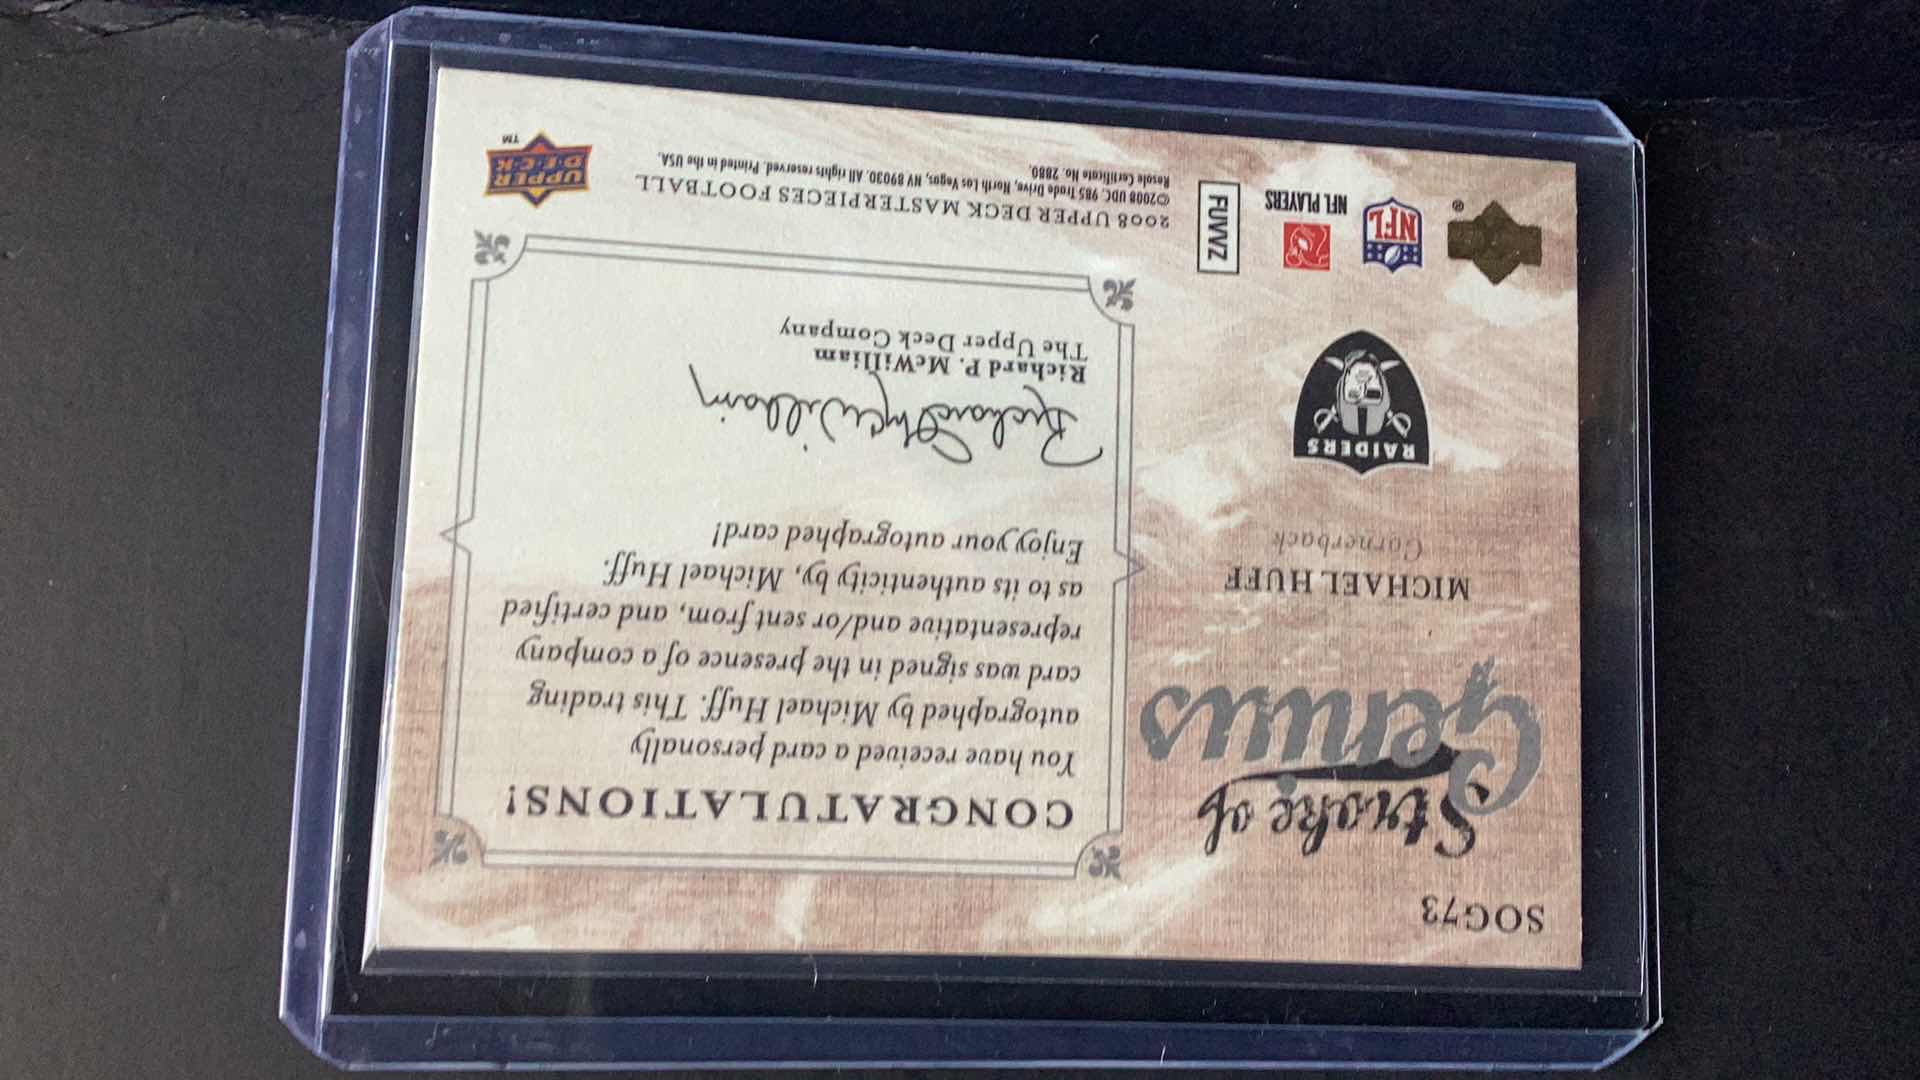 SOG73
Stroke of
Genius
MICHAEL HUFF
Cornerback
RAIDERS
NFL
NFL PLAYERS
®
FUVVZ
CONGRATULATIONS!
You have received a card personally
autographed by Michael Huff. This trading
card was signed in the presence of a company
representative and/or sent from, and certified
as to its authenticity by, Michael Huff.
Enjoy your autographed card!
Richard P. McWilliam
Richard P. McWilliam
The Upper Deck Company
2008 UPPER DECK MASTERPIECES FOOTBALL
©2008 UDC. 985 Trade Drive, North Las Vegas, NV 89030. All rights reserved. Printed in the USA.
Resale Certificate No. 2880.
UPPER
DECK
TM